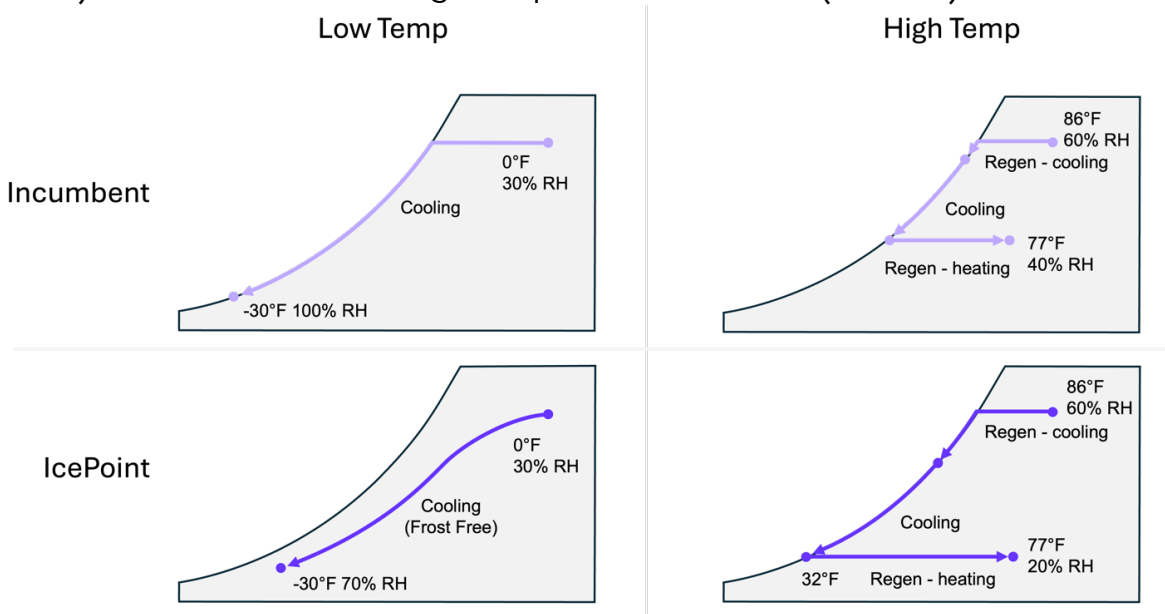 Low Temp
High Temp
Incumbent
0°F
30% RH
Cooling
-30°F 100% RH
86°F
60% RH
Regen - cooling
Cooling
77°F
40% RH
Regen - heating
IcePoint
0°F
30% RH
Cooling
(Frost Free)
-30°F 70% RH
86°F
60% RH
Regen - cooling
Cooling
77°F
20% RH
32°F
Regen - heating